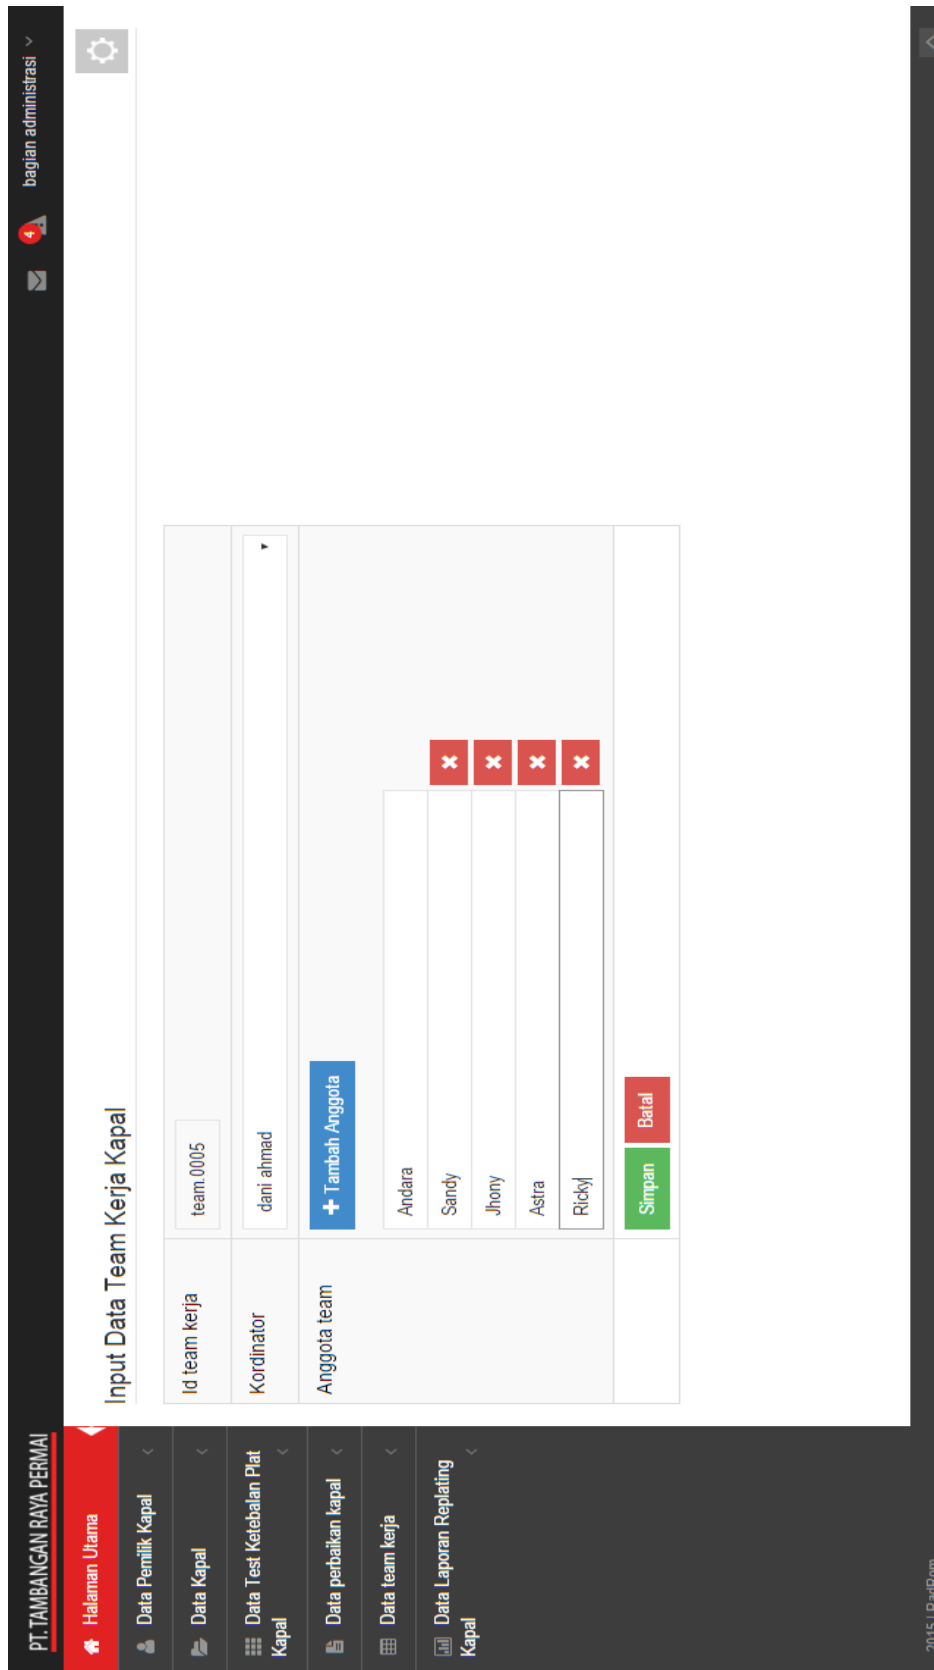 PT. TAMBANGAN RAYA PERMAI
4
bagian administrasi
Halaman Utama
Data Pemilik Kapal
Data Kapal
Data Test Ketebalan Plat
Kapal
Data perbaikan kapal
Data team kerja
Data Laporan Replating
Kapal
Input Data Team Kerja Kapal
Id team kerja
team.0005
Kordinator
dani ahmad
Anggota team
Tambah Anggota
Andara
Sandy
Jhony
Astra
Ricky
Simpan
Batal
2015 |